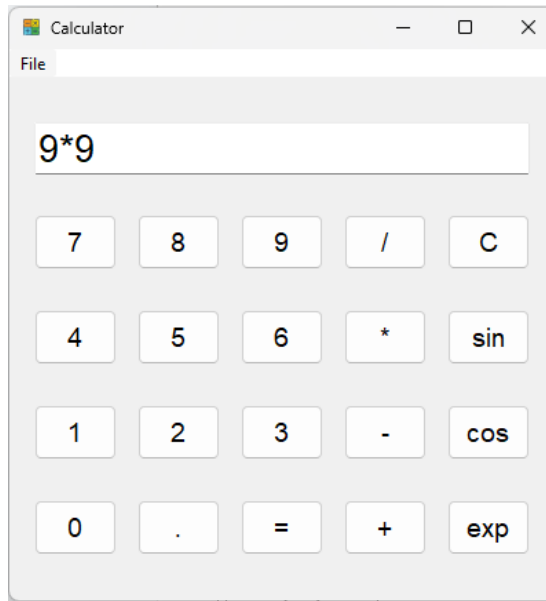 Calculator
File
9*9
7 8 9 / C
4 5 6 * sin
1 2 3 - cos
0 . = + exp